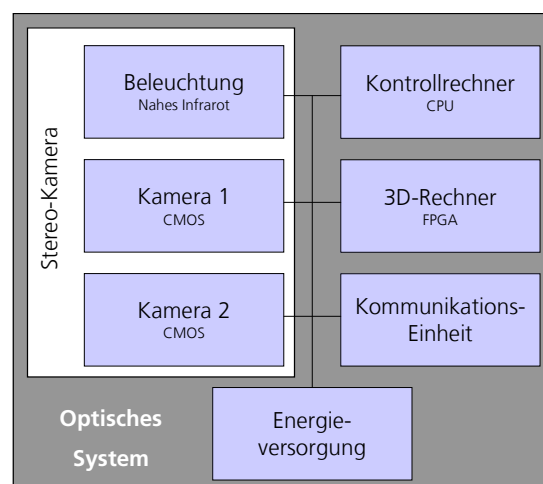 Stereo-Kamera
Beleuchtung
Nahes Infrarot
Kamera 1
CMOS
Kamera 2
CMOS
Kontrollrechner
CPU
3D-Rechner
FPGA
Kommunikations-
Einheit
Energie-
versorgung
Optisches
System